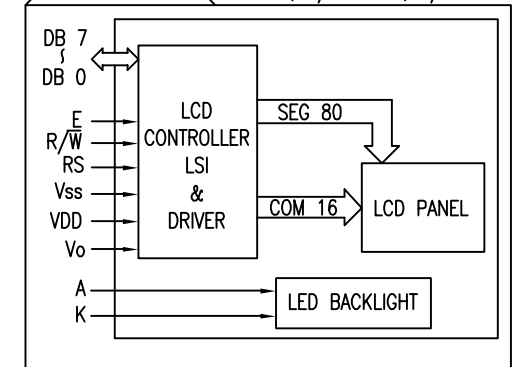 DB 7
∫
DB 0
E
R/W̅
RS
Vss
VDD
Vo
A
K
LCD
CONTROLLER
LSI
&
DRIVER
SEG 80
COM 16
LCD PANEL
LED BACKLIGHT